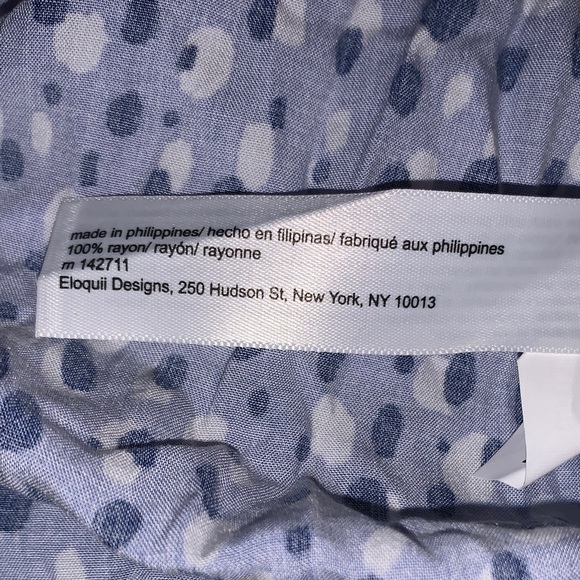 made in philippines/ hecho en filipinas/ fabriqué aux philippines
100% rayon/ rayón/ rayonne
m 142711
Eloquii Designs, 250 Hudson St, New York, NY 10013